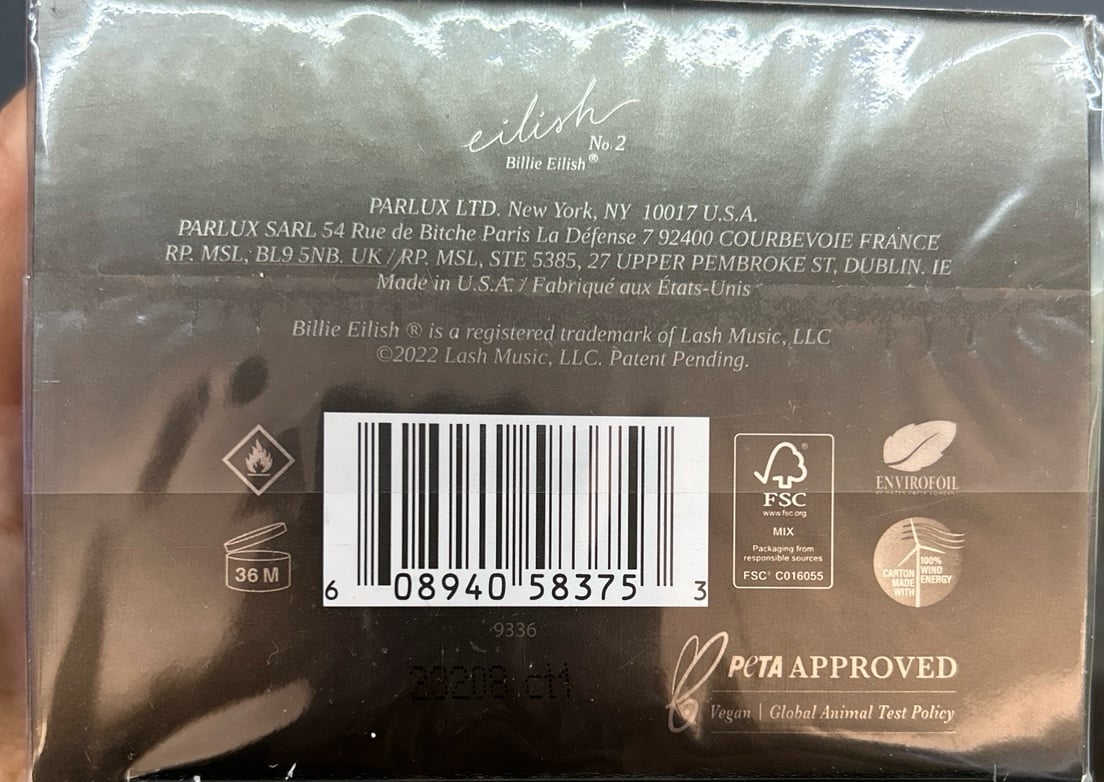 eilish
No. 2
Billie Eilish®
PARLUX LTD. New York, NY 10017 U.S.A.
PARLUX SARL 54 Rue de Bitche Paris La Défense 7 92400 COURBEVOIE FRANCE
RP. MSL, BL9 5NB. UK / RP. MSL, STE 5385, 27 UPPER PEMBROKE ST, DUBLIN. IE
Made in U.S.A. / Fabriqué aux États-Unis
Billie Eilish ® is a registered trademark of Lash Music, LLC
©2022 Lash Music, LLC. Patent Pending.
36 M
6 08940 58375 3
9336
FSC
www.fsc.org
MIX
Packaging from
responsible sources
FSC® C016055
ENVIROFOIL
CARTON MADE WITH
100% WIND ENERGY
PETA APPROVED
Vegan | Global Animal Test Policy